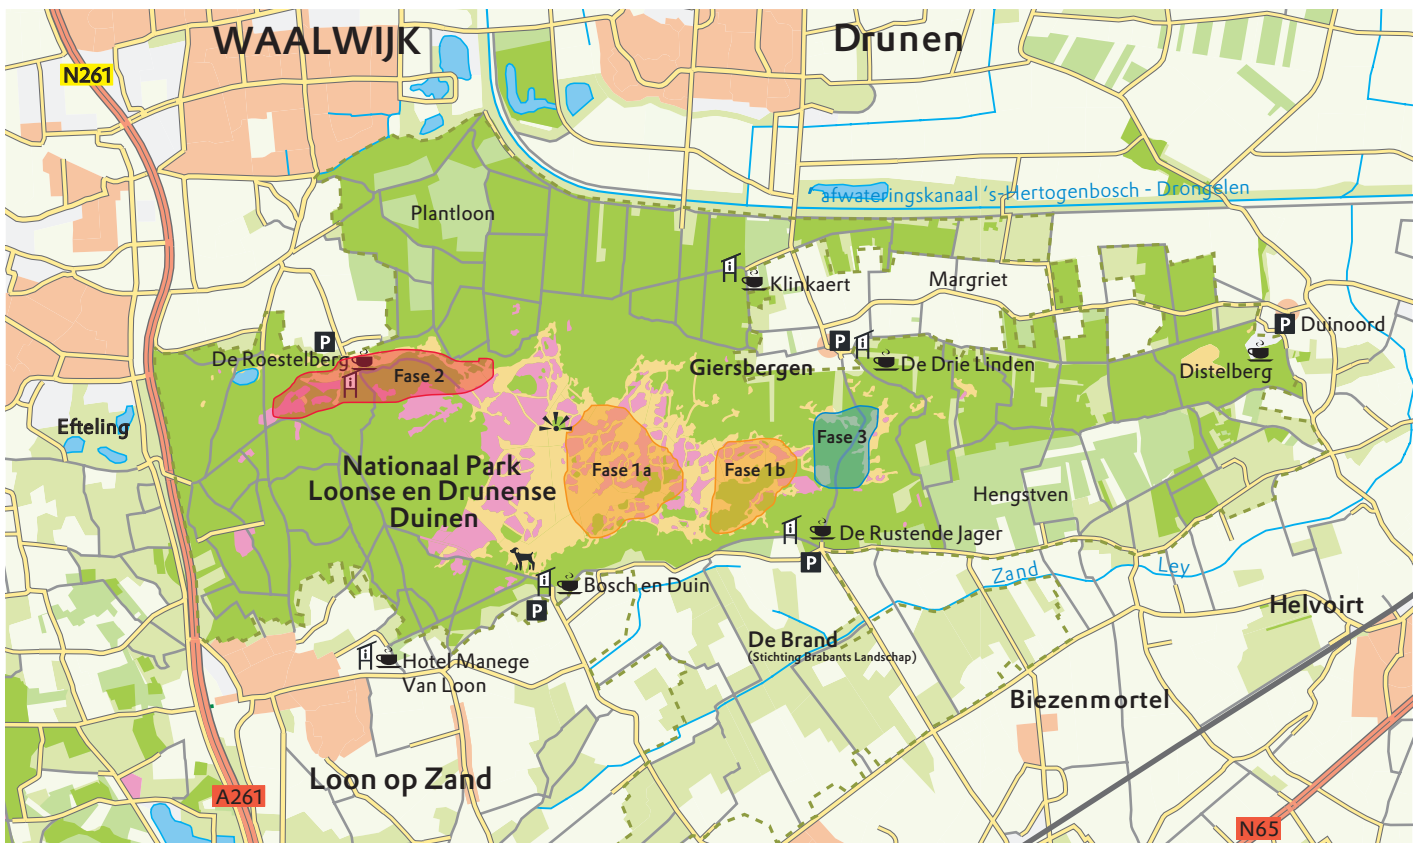 WAALWIJK
Drunen
N261
afwateringskanaal 's-Hertogenbosch - Drongelen
Plantloon
Klinkaert
Margriet
P
Duinoord
P
P
De Roestelberg
Giersbergen
De Drie Linden
Distelberg
Fase 2
Efteling
Fase 3
Nationaal Park
Loonse en Drunense
Duinen
Fase 1a
Fase 1b
Hengstven
De Rustende Jager
P
Zand Ley
Bosch en Duin
P
Helvoirt
De Brand
(Stichting Brabants Landschap)
Hotel Manege
Van Loon
Biezenmortel
Loon op Zand
A261
N65
i
i
i
i
i
i